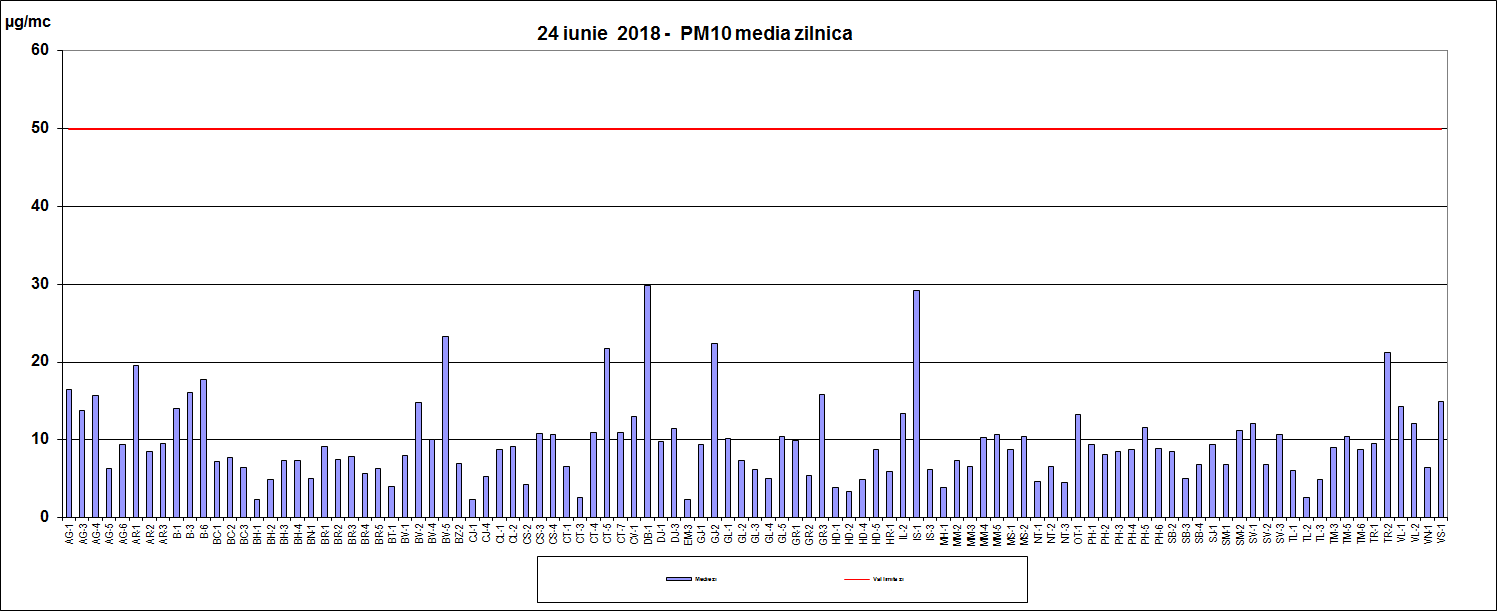 µg/mc
24 iunie 2018 - PM10 media zilnica
60
50
40
30
20
10
0
AG-1 AG-3 AG-4 AG-5 AG-6 AR-1 AR-2 AR-3 B-1 B-3 B-6 BC-1 BC-2 BC-3 BH-1 BH-2 BH-3 BH-4 BN-1 BR-1 BR-2 BR-3 BR-4 BR-5 BT-1 BV-1 BV-2 BV-4 BV-5 BZ-2 CJ-1 CJ-4 CL-1 CL-2 CS-2 CS-3 CS-4 CT-1 CT-3 CT-4 CT-5 CT-7 CV-1 DB-1 DJ-1 DJ-3 EM-3 GJ-1 GJ-2 GL-1 GL-2 GL-3 GL-4 GL-5 GR-1 GR-2 GR-3 HD-1 HD-2 HD-4 HD-5 HR-1 IL-2 IS-1 IS-3 MH-1 MM-2 MM-3 MM-4 MM-5 MS-1 MS-2 NT-1 NT-2 NT-3 OT-1 PH-1 PH-2 PH-3 PH-4 PH-5 PH-6 SB-2 SB-3 SB-4 SJ-1 SM-1 SM-2 SV-1 SV-2 SV-3 TL-1 TL-2 TL-3 TM-3 TM-5 TM-6 TR-1 TR-2 VL-1 VL-2 VN-1 VS-1
Medie zi Val limita zi